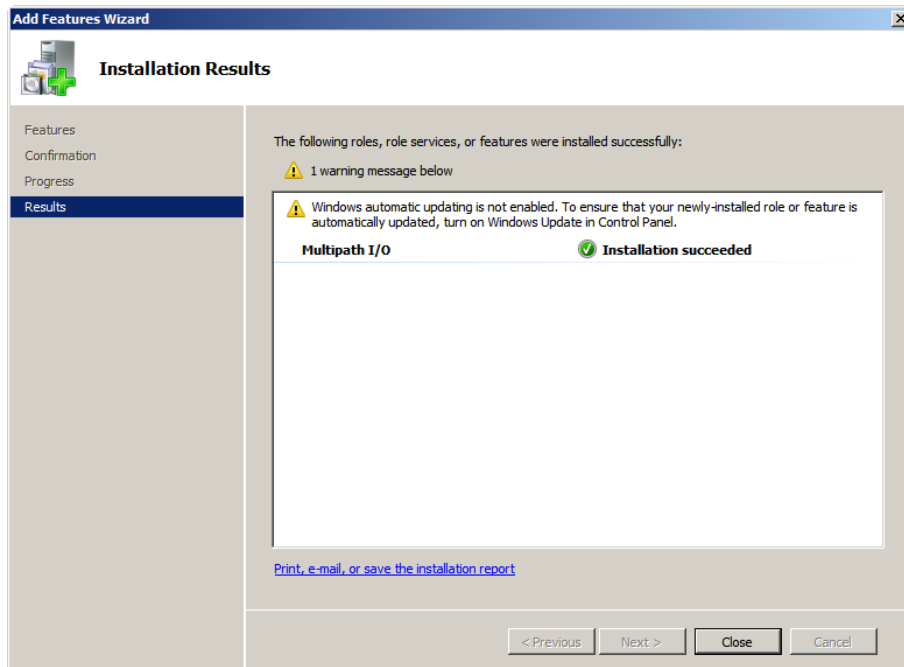 Add Features Wizard
Installation Results
Features
Confirmation
Progress
Results
The following roles, role services, or features were installed successfully:
1 warning message below
Windows automatic updating is not enabled. To ensure that your newly-installed role or feature is
automatically updated, turn on Windows Update in Control Panel.
Multipath I/O Installation succeeded
Print, e-mail, or save the installation report
< Previous Next > Close Cancel